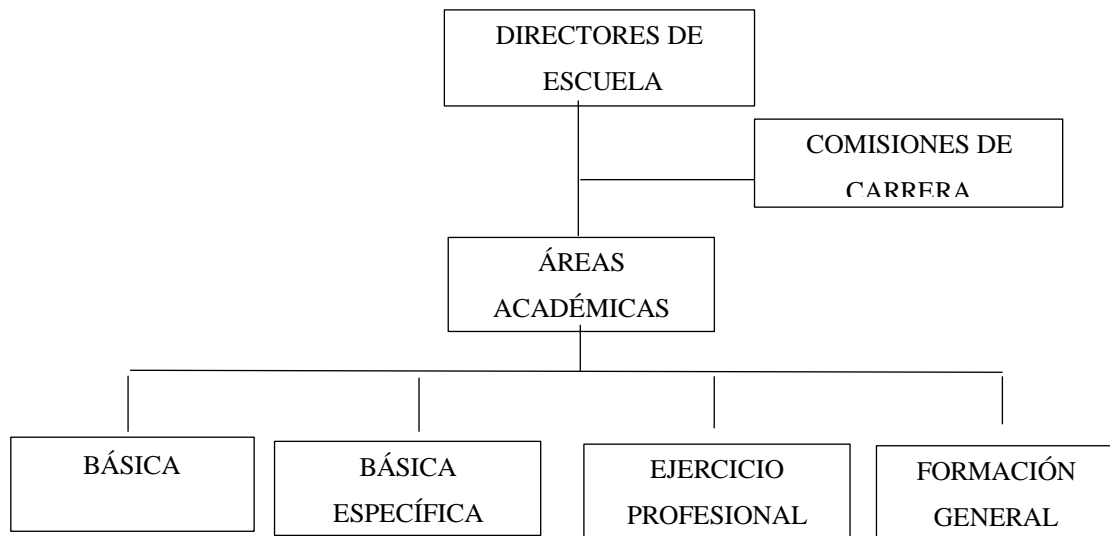 DIRECTORES DE
ESCUELA
COMISIONES DE
CARRERA
ÁREAS
ACADÉMICAS
BÁSICA
BÁSICA
ESPECÍFICA
EJERCICIO
PROFESIONAL
FORMACIÓN
GENERAL